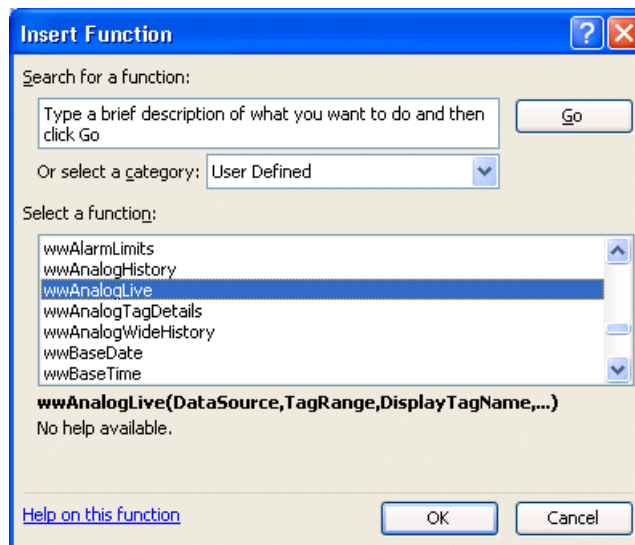 Insert Function
?
Search for a function:
Type a brief description of what you want to do and then
click Go
Go
Or select a category: User Defined
Select a function:
wwAlarmLimits
wwAnalogHistory
wwAnalogLive
wwAnalogTagDetails
wwAnalogWideHistory
wwBaseDate
wwBaseTime
wwAnalogLive(DataSource,TagRange,DisplayTagName,...)
No help available.
Help on this function
OK
Cancel